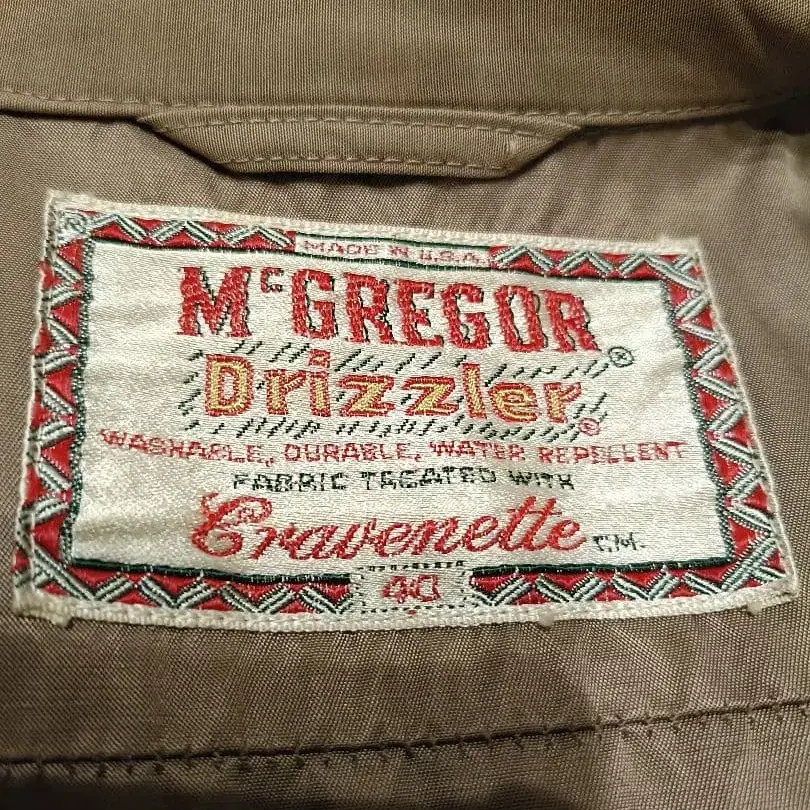 MADE IN U.S.A.
McGREGOR®
Drizzler®
WASHABLE, DURABLE, WATER REPELLENT
FABRIC TREATED WITH
Cravenette T.M.
40